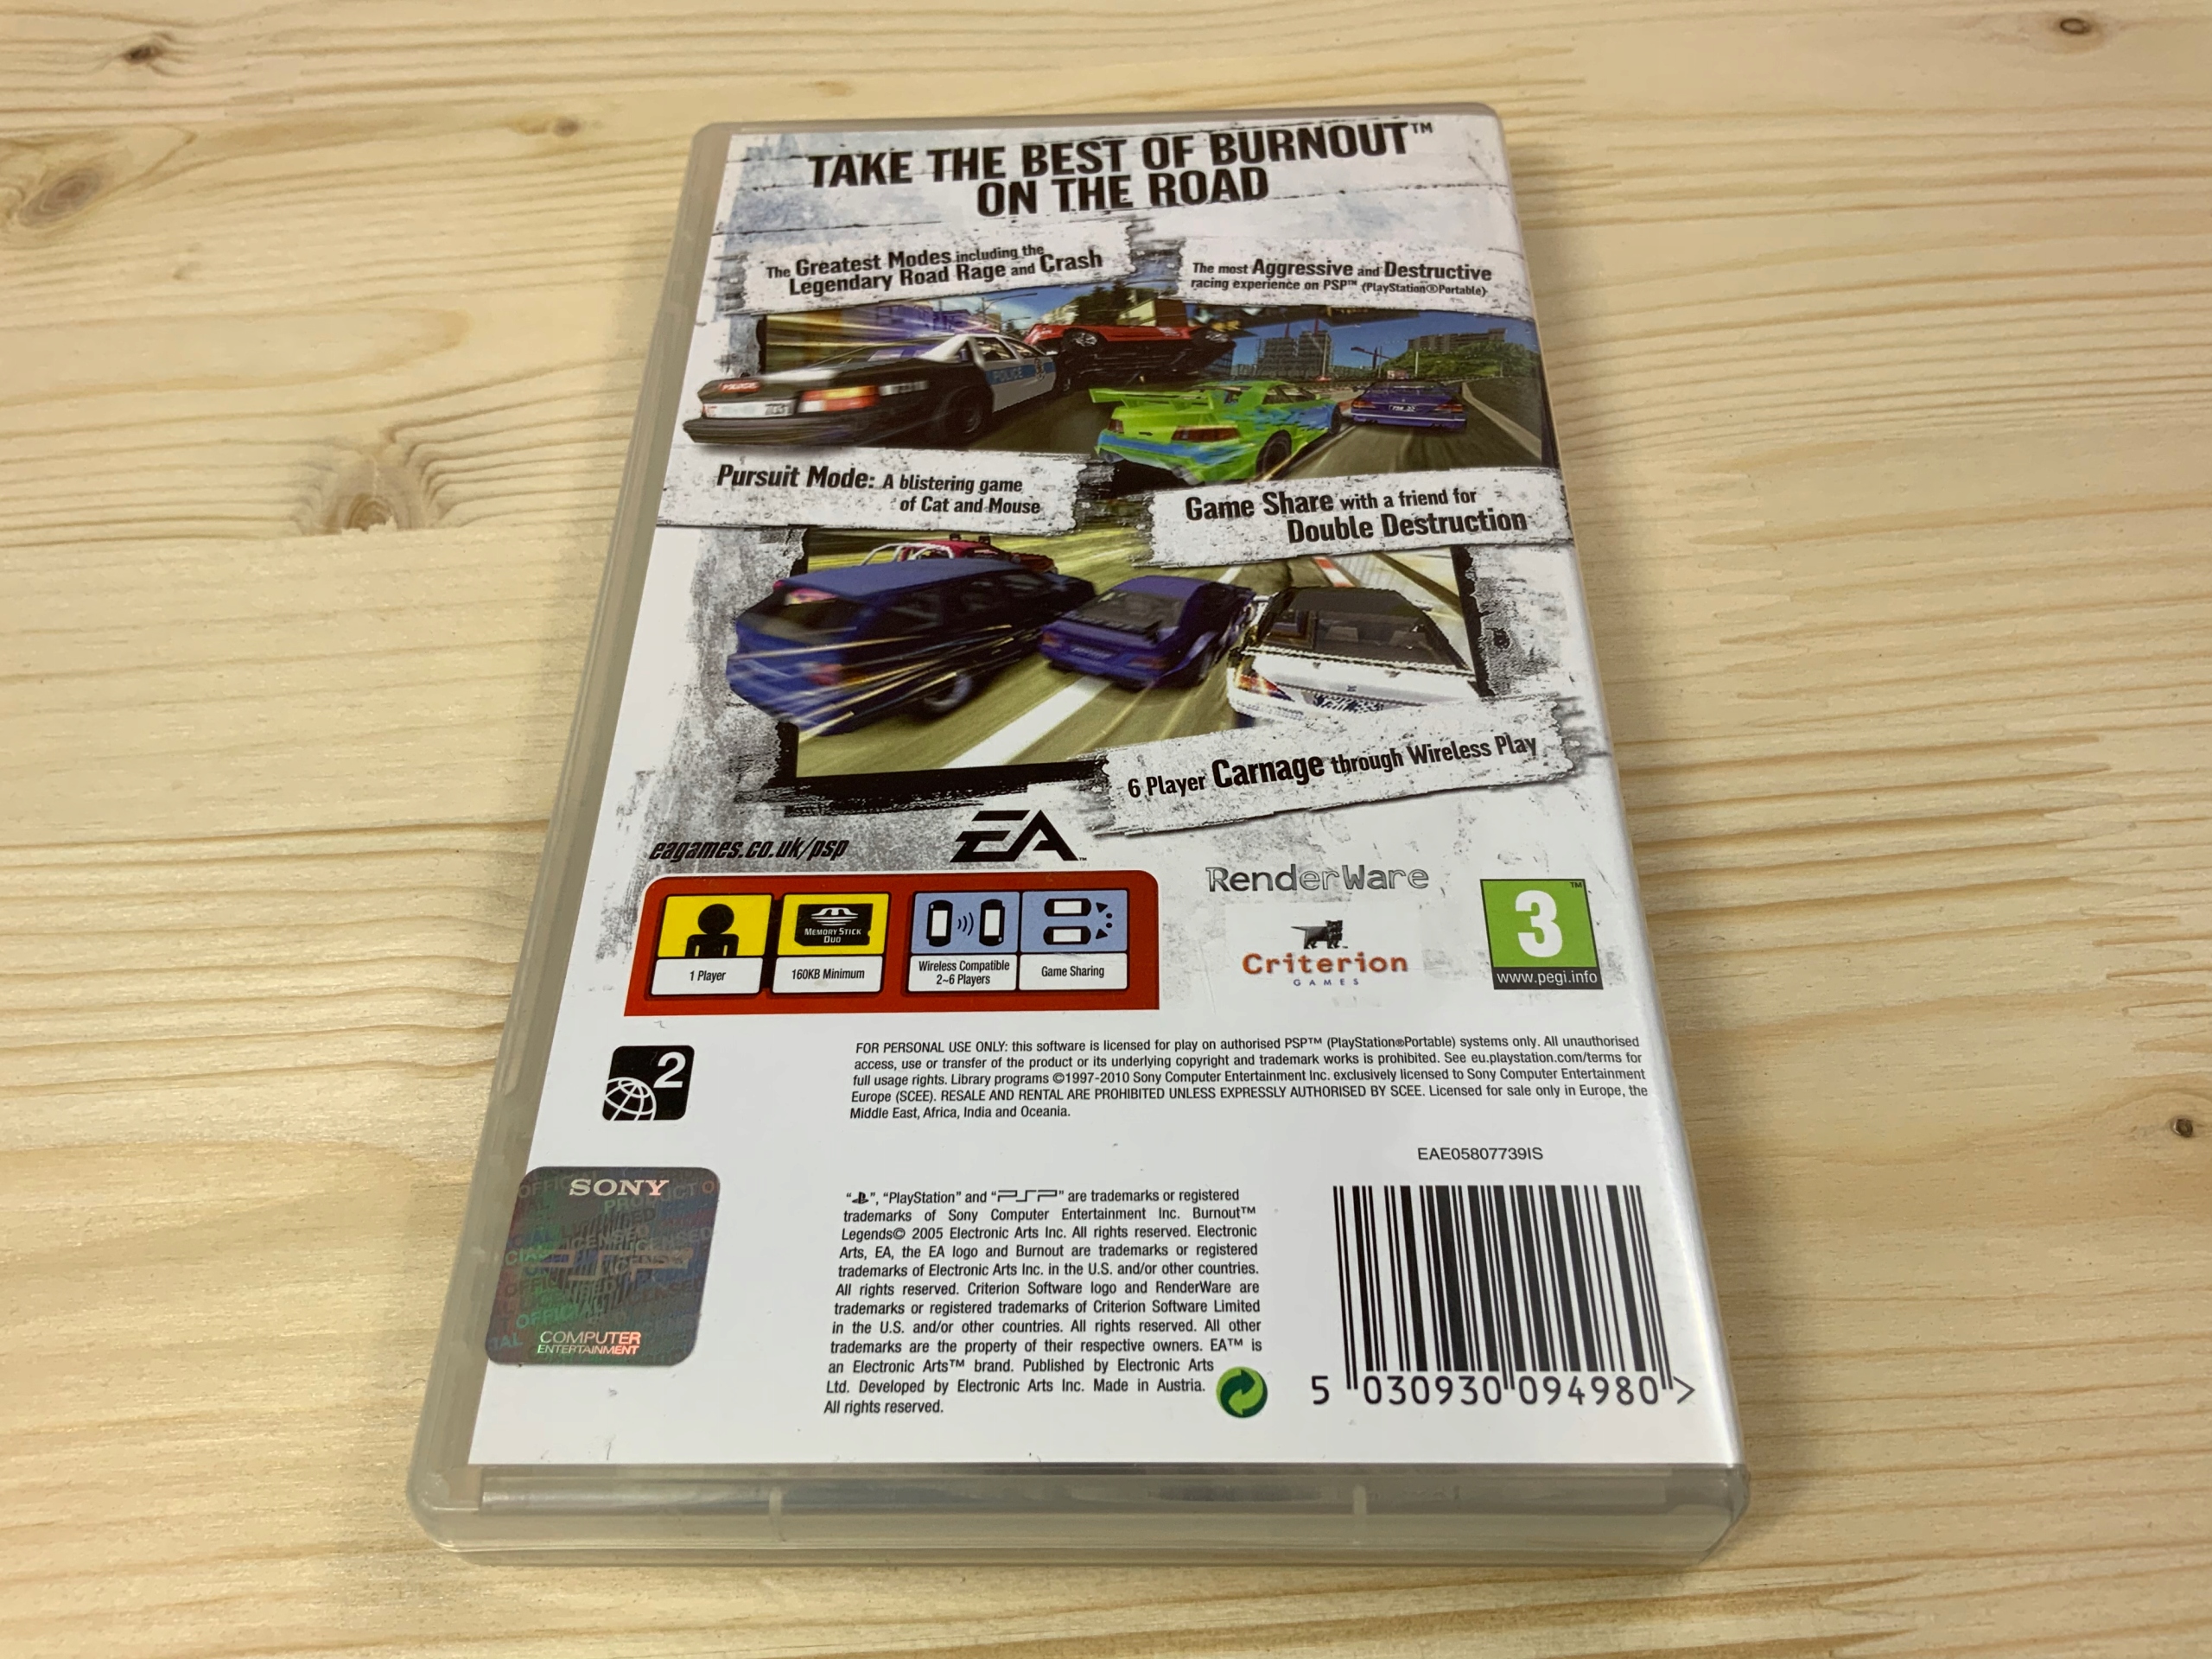 TAKE THE BEST OF BURNOUT™
ON THE ROAD
The Greatest Modes including the
Legendary Road Rage and Crash
The most Aggressive and Destructive
racing experience on PSP™ (PlayStation®Portable)
POLICE
Pursuit Mode: A blistering game
of Cat and Mouse
Game Share with a friend for
Double Destruction
6 Player Carnage through Wireless Play
eagames.co.uk/psp
EA™
RenderWare
Criterion
GAMES
3™
www.pegi.info
MEMORY STICK
DUO
1 Player
160KB Minimum
Wireless Compatible
2~6 Players
Game Sharing
2
FOR PERSONAL USE ONLY: this software is licensed for play on authorised PSP™ (PlayStation®Portable) systems only. All unauthorised
access, use or transfer of the product or its underlying copyright and trademark works is prohibited. See eu.playstation.com/terms for
full usage rights. Library programs ©1997-2010 Sony Computer Entertainment Inc. exclusively licensed to Sony Computer Entertainment
Europe (SCEE). RESALE AND RENTAL ARE PROHIBITED UNLESS EXPRESSLY AUTHORISED BY SCEE. Licensed for sale only in Europe, the
Middle East, Africa, India and Oceania.
EAE05807739IS
SONY
COMPUTER
ENTERTAINMENT
“ ”, “PlayStation” and “PSP” are trademarks or registered
trademarks of Sony Computer Entertainment Inc. Burnout™
Legends© 2005 Electronic Arts Inc. All rights reserved. Electronic
Arts, EA, the EA logo and Burnout are trademarks or registered
trademarks of Electronic Arts Inc. in the U.S. and/or other countries.
All rights reserved. Criterion Software logo and RenderWare are
trademarks or registered trademarks of Criterion Software Limited
in the U.S. and/or other countries. All rights reserved. All other
trademarks are the property of their respective owners. EA™ is
an Electronic Arts™ brand. Published by Electronic Arts
Ltd. Developed by Electronic Arts Inc. Made in Austria.
All rights reserved.
5 030930 094980 >